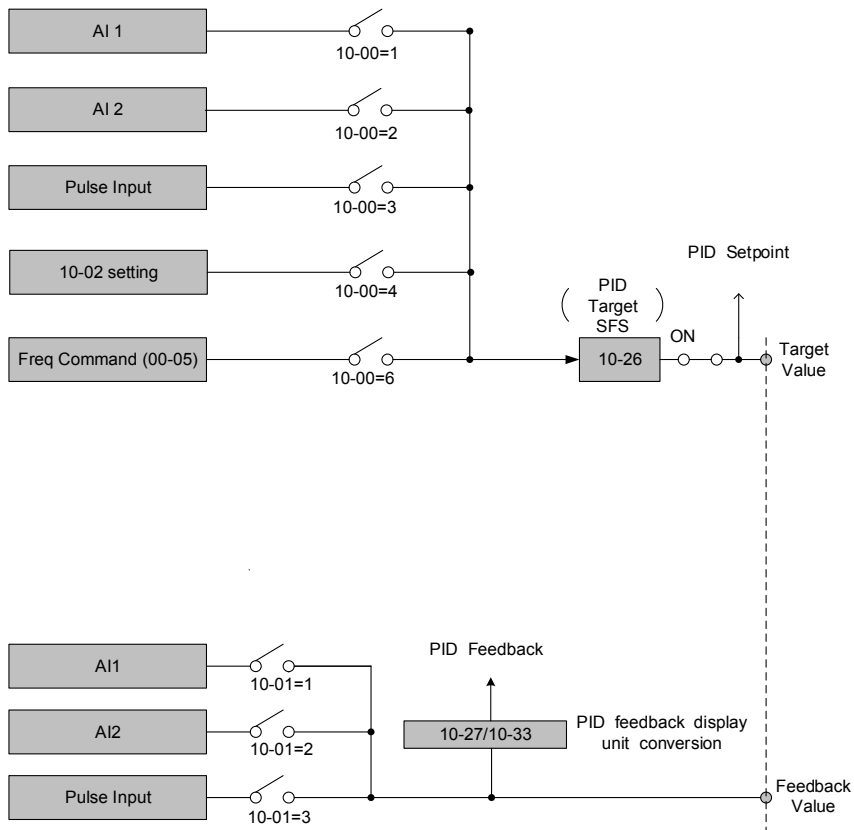 AI 1
10-00=1
AI 2
10-00=2
Pulse Input
10-00=3
10-02 setting
10-00=4
PID Setpoint
( PID
Target
SFS )
Freq Command (00-05)
10-00=6
10-26
ON
Target
Value
AI1
10-01=1
PID Feedback
AI2
10-01=2
10-27/10-33
PID feedback display
unit conversion
Pulse Input
10-01=3
Feedback
Value